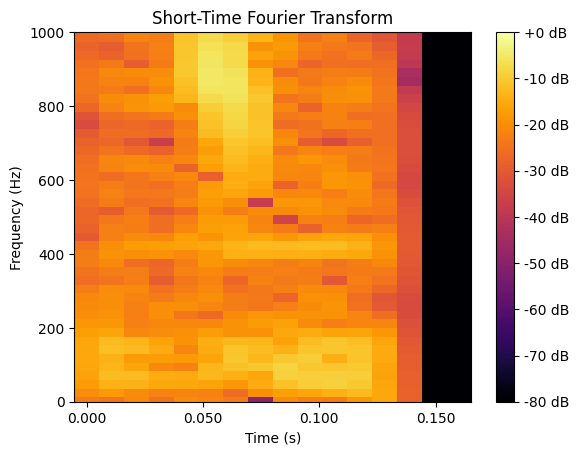 Short-Time Fourier Transform
1000
800
600
400
200
0
Frequency (Hz)
0.000
0.050
0.100
0.150
Time (s)
+0 dB
-10 dB
-20 dB
-30 dB
-40 dB
-50 dB
-60 dB
-70 dB
-80 dB